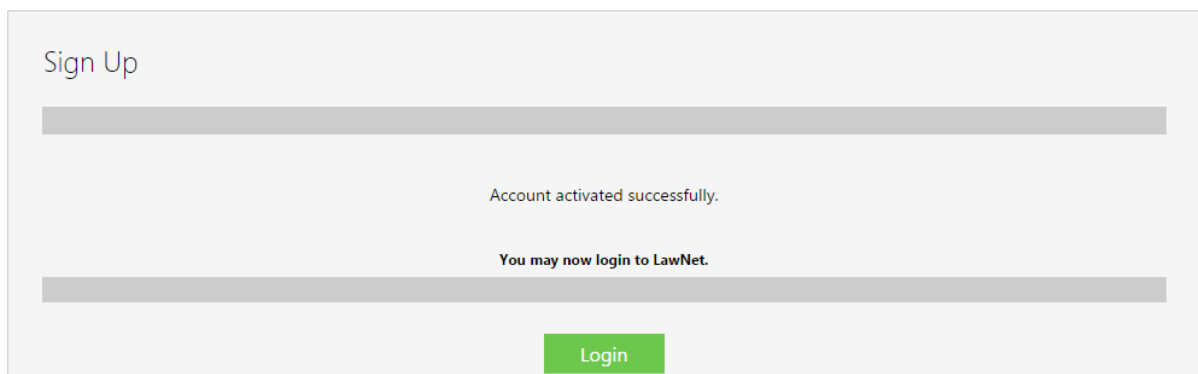 Sign Up
Account activated successfully.
You may now login to LawNet.
Login